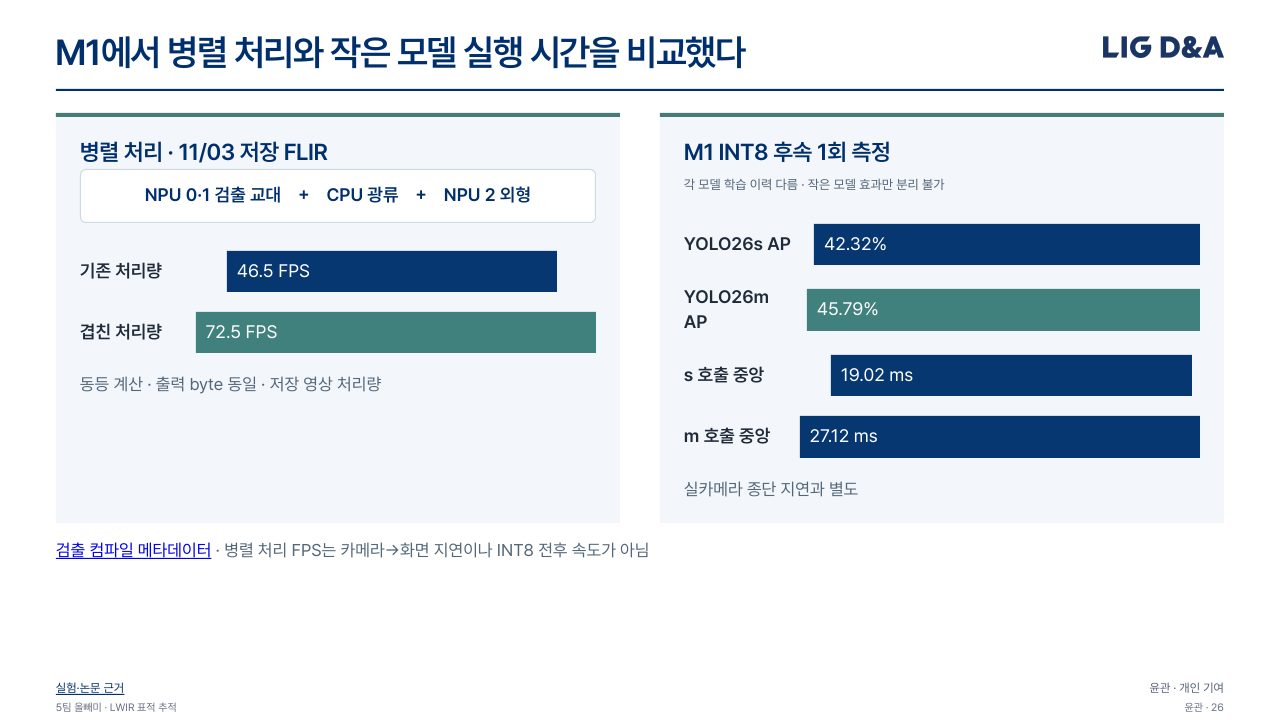 M1에서 병렬 처리와 작은 모델 실행 시간을 비교했다
LIG D&A
병렬 처리 · 11/03 저장 FLIR
NPU 0·1 검출 교대 + CPU 광류 + NPU 2 외형
기존 처리량 46.5 FPS
겹친 처리량 72.5 FPS
동등 계산 · 출력 byte 동일 · 저장 영상 처리량
M1 INT8 후속 1회 측정
각 모델 학습 이력 다름 · 작은 모델 효과만 분리 불가
YOLO26s AP 42.32%
YOLO26m
AP
45.79%
s 호출 중앙 19.02 ms
m 호출 중앙 27.12 ms
실카메라 종단 지연과 별도
검출 컴파일 메타데이터 · 병렬 처리 FPS는 카메라→화면 지연이나 INT8 전후 속도가 아님
실험·논문 근거
5팀 올빼미 · LWIR 표적 추적
윤관 · 개인 기여
윤관 · 26